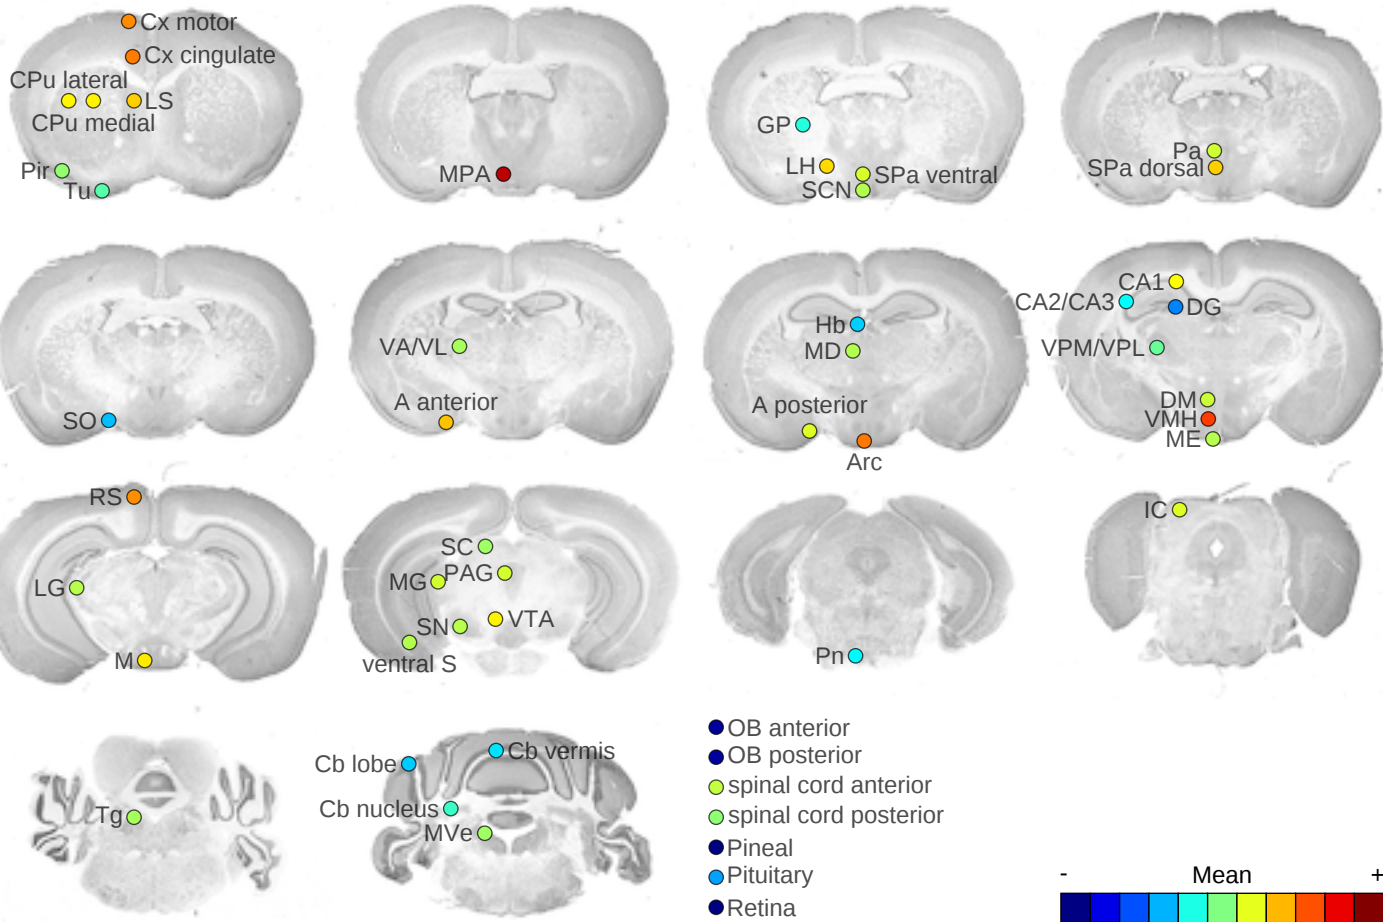 Cx motor
Cx cingulate
CPu lateral
LS
CPu medial
Pir
Tu
MPA
GP
LH
SPa ventral
SCN
Pa
SPa dorsal
SO
VA/VL
A anterior
Hb
MD
A posterior
Arc
CA1
CA2/CA3
DG
VPM/VPL
DM
VMH
ME
RS
LG
M
SC
MG
PAG
SN
VTA
ventral S
Pn
IC
Tg
Cb lobe
Cb vermis
Cb nucleus
MVe
OB anterior
OB posterior
spinal cord anterior
spinal cord posterior
Pineal
Pituitary
Retina
- Mean +